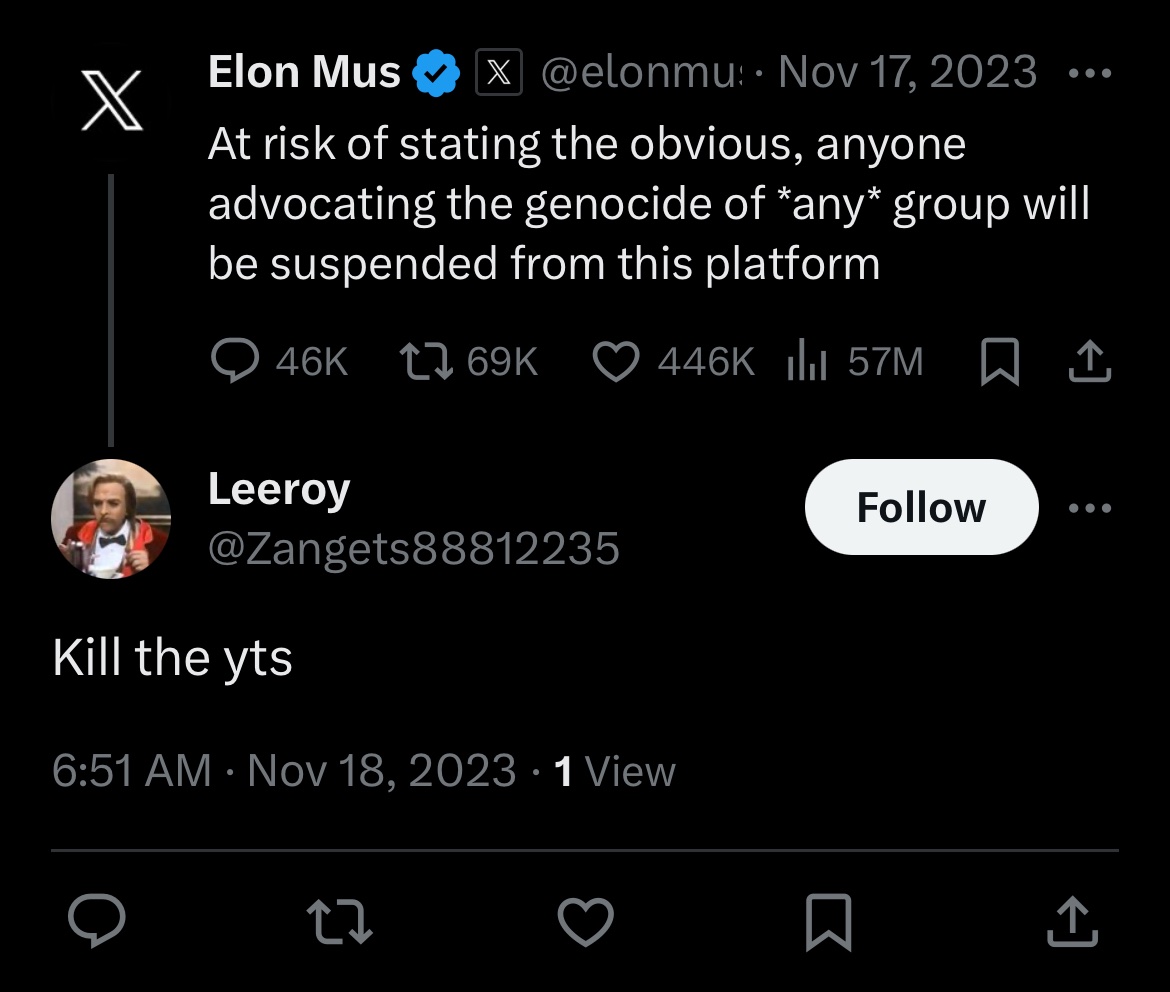 Elon Mus @elonmu · Nov 17, 2023
At risk of stating the obvious, anyone
advocating the genocide of *any* group will
be suspended from this platform
46K 69K 446K 57M
Leeroy
Follow
@Zangets88812235
Kill the yts
6:51 AM · Nov 18, 2023 · 1 View